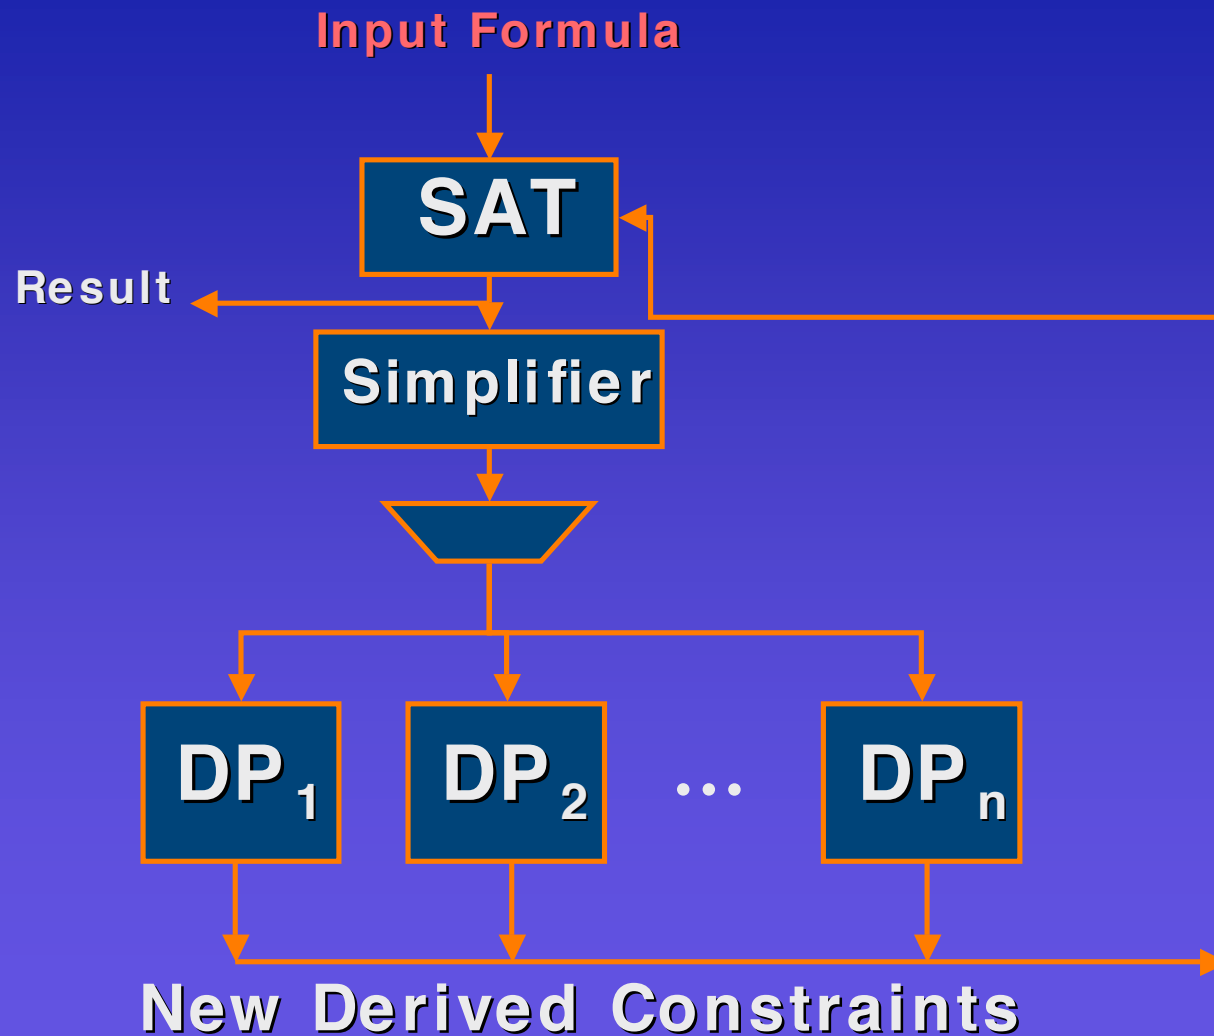 Input Formula
SAT
Result
Simplifier
DP1 DP2 ... DPn
New Derived Constraints